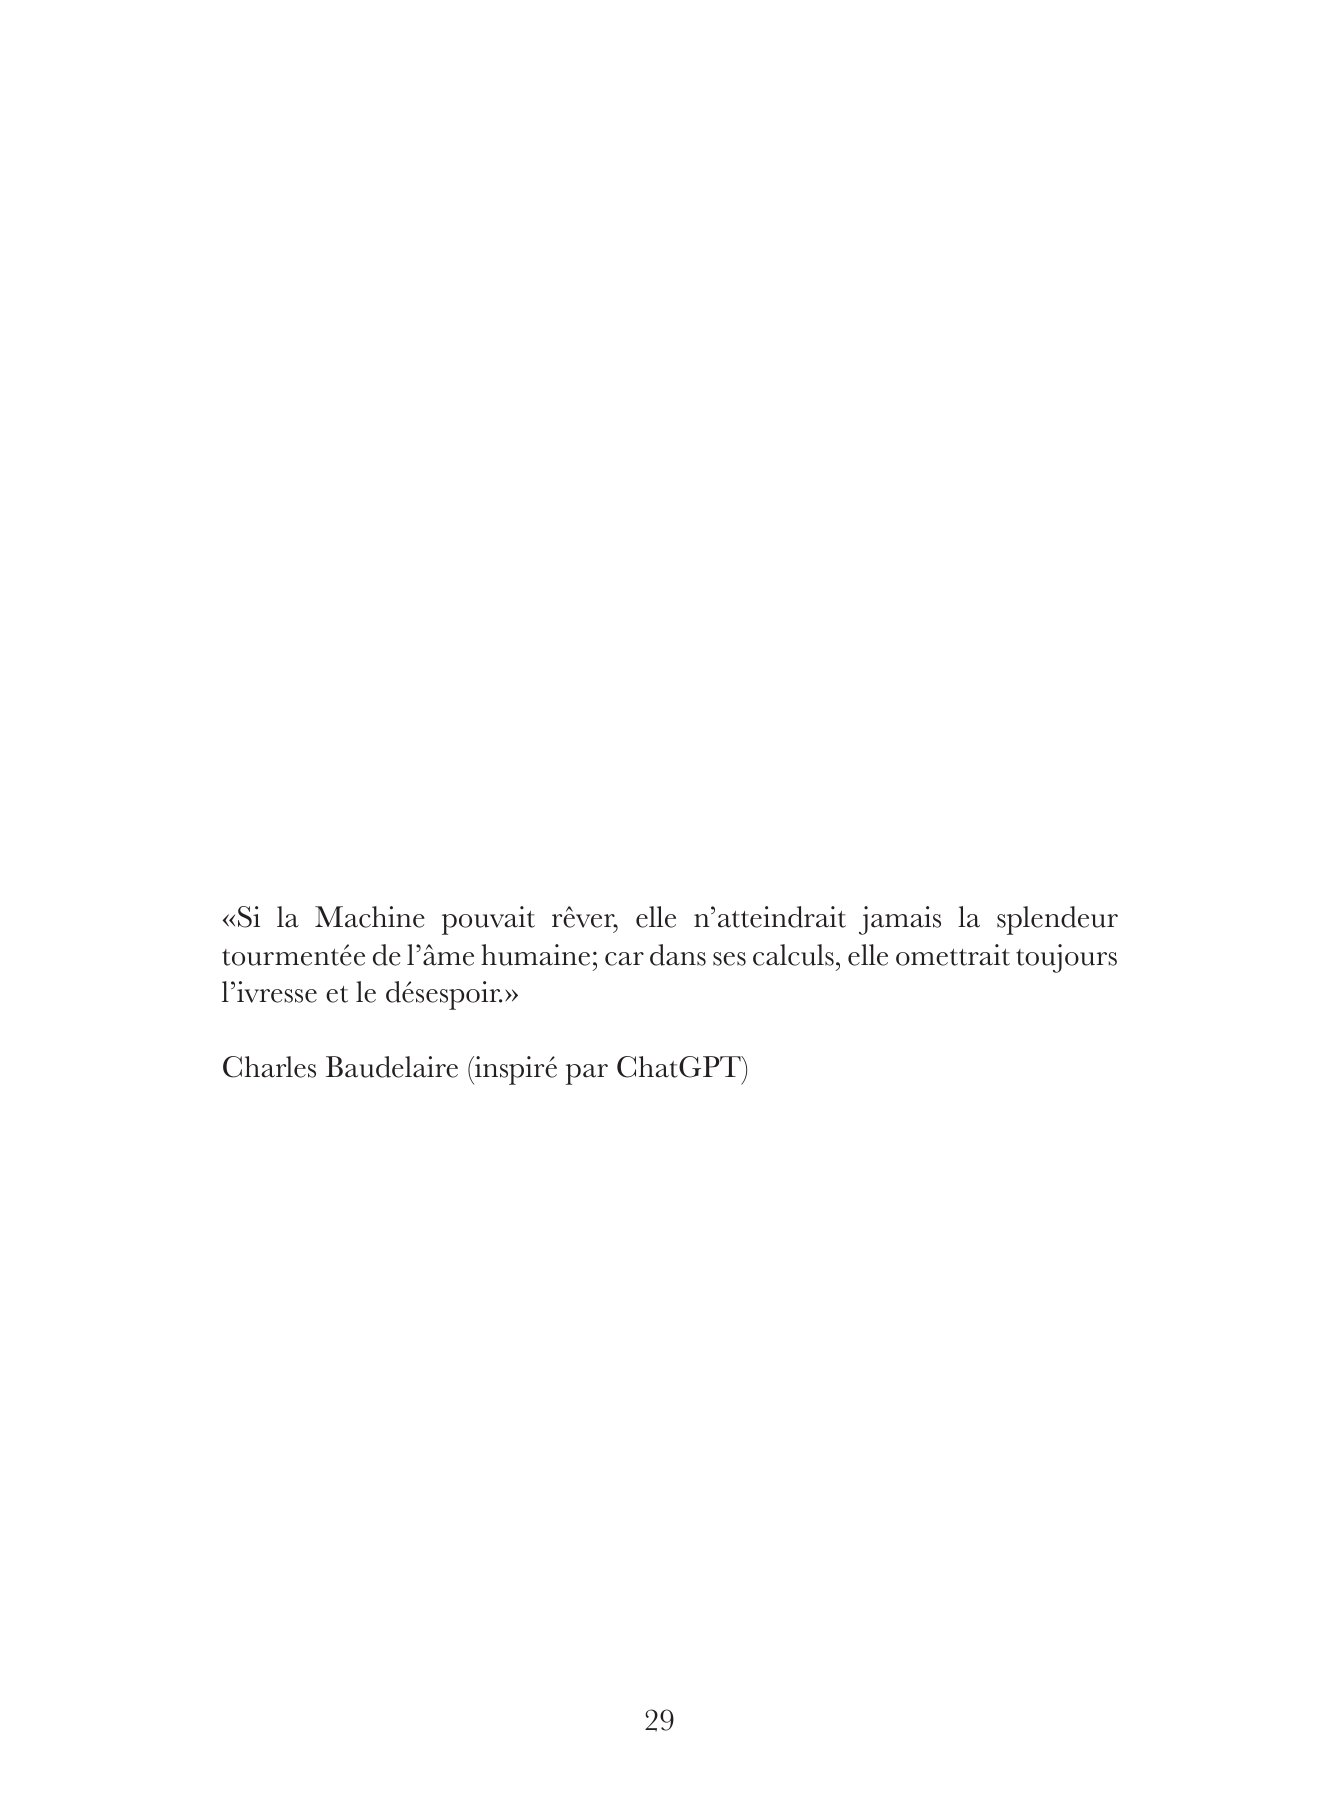 «Si la Machine pouvait rêver, elle n’atteindrait jamais la splendeur
tourmentée de l’âme humaine; car dans ses calculs, elle omettrait toujours
l’ivresse et le désespoir.»
Charles Baudelaire (inspiré par ChatGPT)
29